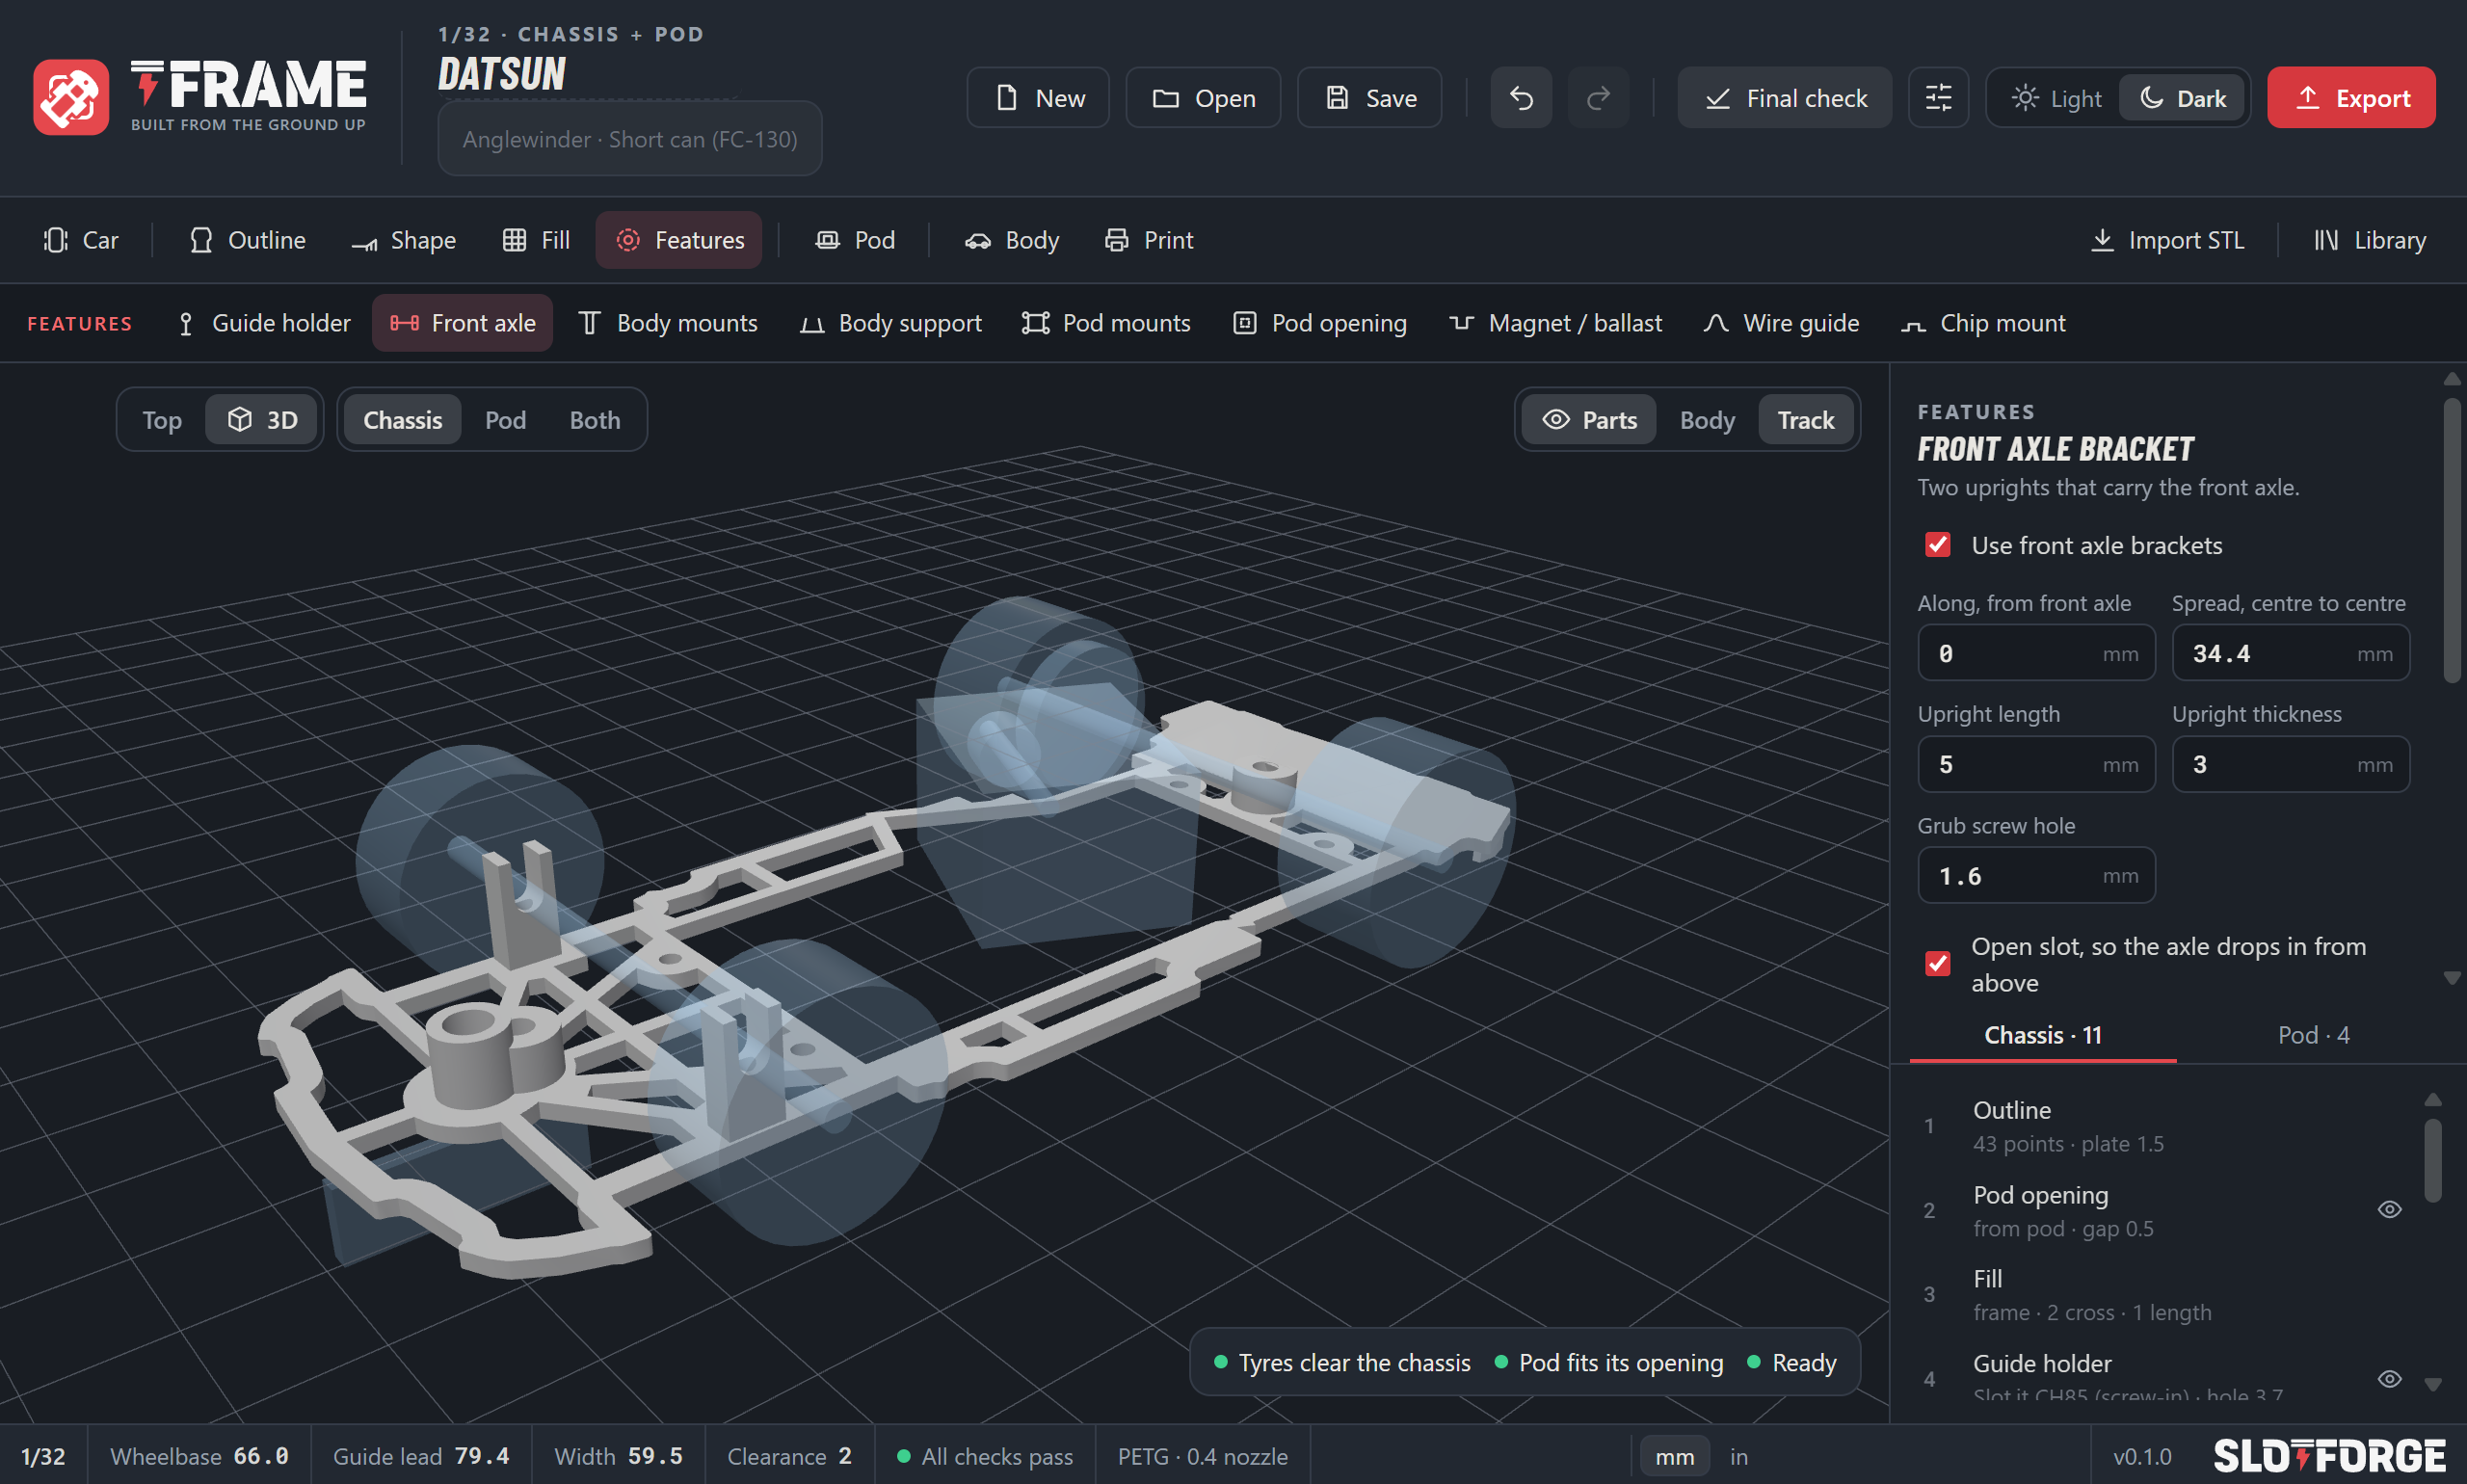 TFRAME
BUILT FROM THE GROUND UP
1/32 · CHASSIS + POD
DATSUN
Anglewinder · Short can (FC-130)
New
Open
Save
Final check
Light
Dark
Export
Car
Outline
Shape
Fill
Features
Pod
Body
Print
Import STL
Library
FEATURES
Guide holder
Front axle
Body mounts
Body support
Pod mounts
Pod opening
Magnet / ballast
Wire guide
Chip mount
Top
3D
Chassis
Pod
Both
Parts
Body
Track
FEATURES
FRONT AXLE BRACKET
Two uprights that carry the front axle.
Use front axle brackets
Along, from front axle
Spread, centre to centre
0 mm
34.4 mm
Upright length
Upright thickness
5 mm
3 mm
Grub screw hole
1.6 mm
Open slot, so the axle drops in from
above
Chassis · 11
Pod · 4
1
Outline
43 points · plate 1.5
2
Pod opening
from pod · gap 0.5
3
Fill
frame · 2 cross · 1 length
4
Guide holder
Slot it CH85 (screw-in) · hole 3.7
Tyres clear the chassis
Pod fits its opening
Ready
1/32
Wheelbase 66.0
Guide lead 79.4
Width 59.5
Clearance 2
All checks pass
PETG · 0.4 nozzle
mm
in
v0.1.0
SLOTFORGE